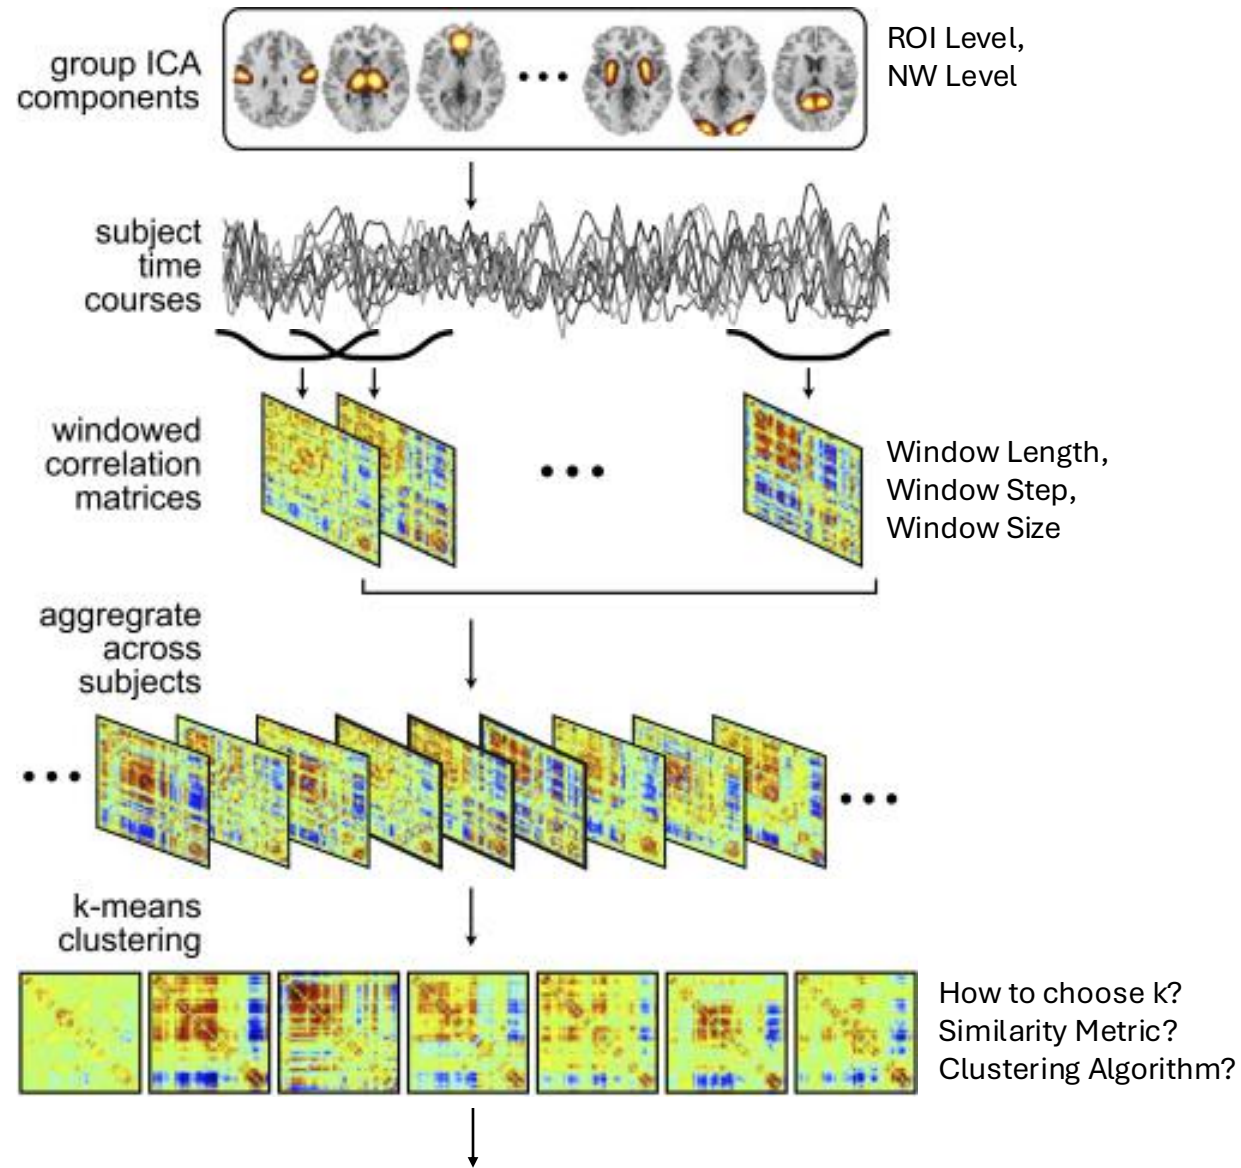 group ICA
components
ROI Level,
NW Level
subject
time
courses
windowed
correlation
matrices
Window Length,
Window Step,
Window Size
aggregrate
across
subjects
k-means
clustering
How to choose k?
Similarity Metric?
Clustering Algorithm?